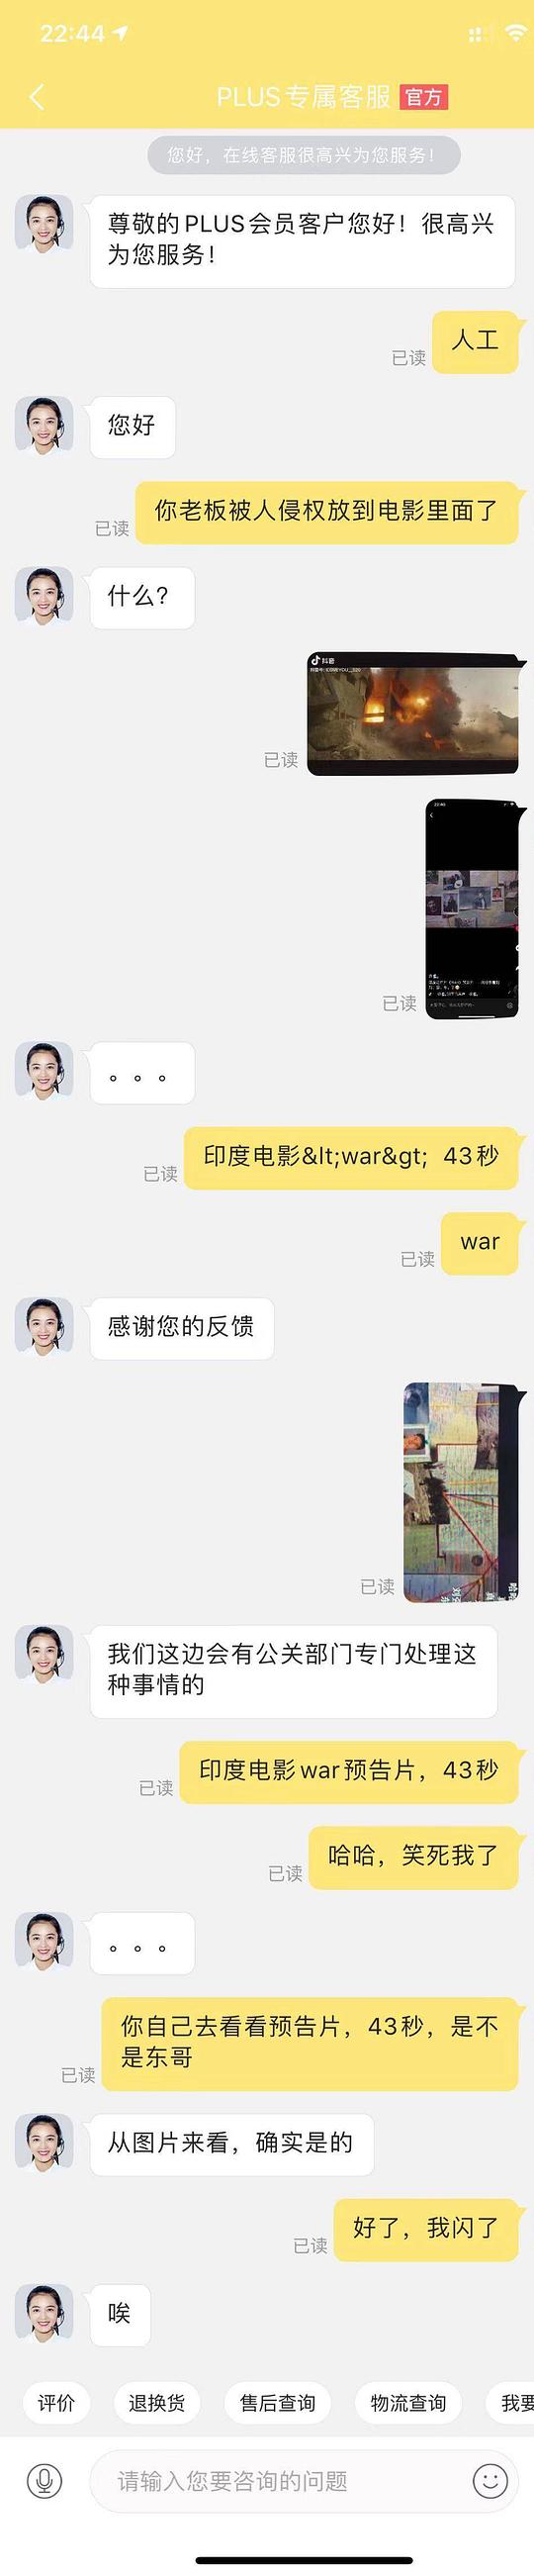 22:44
PLUS专属客服 官方
您好，在线客服很高兴为您服务！
尊敬的PLUS会员客户您好！很高兴
为您服务！
人工
已读
您好
你老板被人侵权放到电影里面了
已读
什么？
抖音
已读
已读
。。。
印度电影&lt;war&gt; 43秒
已读
war
已读
感谢您的反馈
已读
我们这边会有公关部门专门处理这
种事情的
印度电影war预告片，43秒
已读
哈哈，笑死我了
已读
。。。
你自己去看看预告片，43秒，是不
是东哥
已读
从图片来看，确实是的
好了，我闪了
已读
唉
评价 退换货 售后查询 物流查询 我要
请输入您要咨询的问题